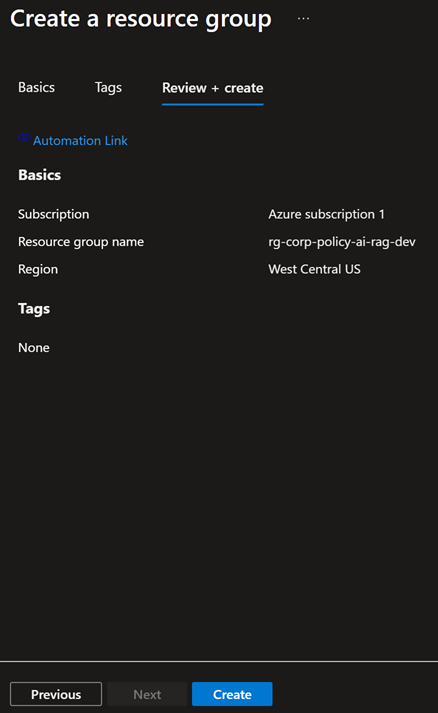 Create a resource group ...
Basics Tags Review + create
Automation Link
Basics
Subscription Azure subscription 1
Resource group name rg-corp-policy-ai-rag-dev
Region West Central US
Tags
None
Previous Next Create